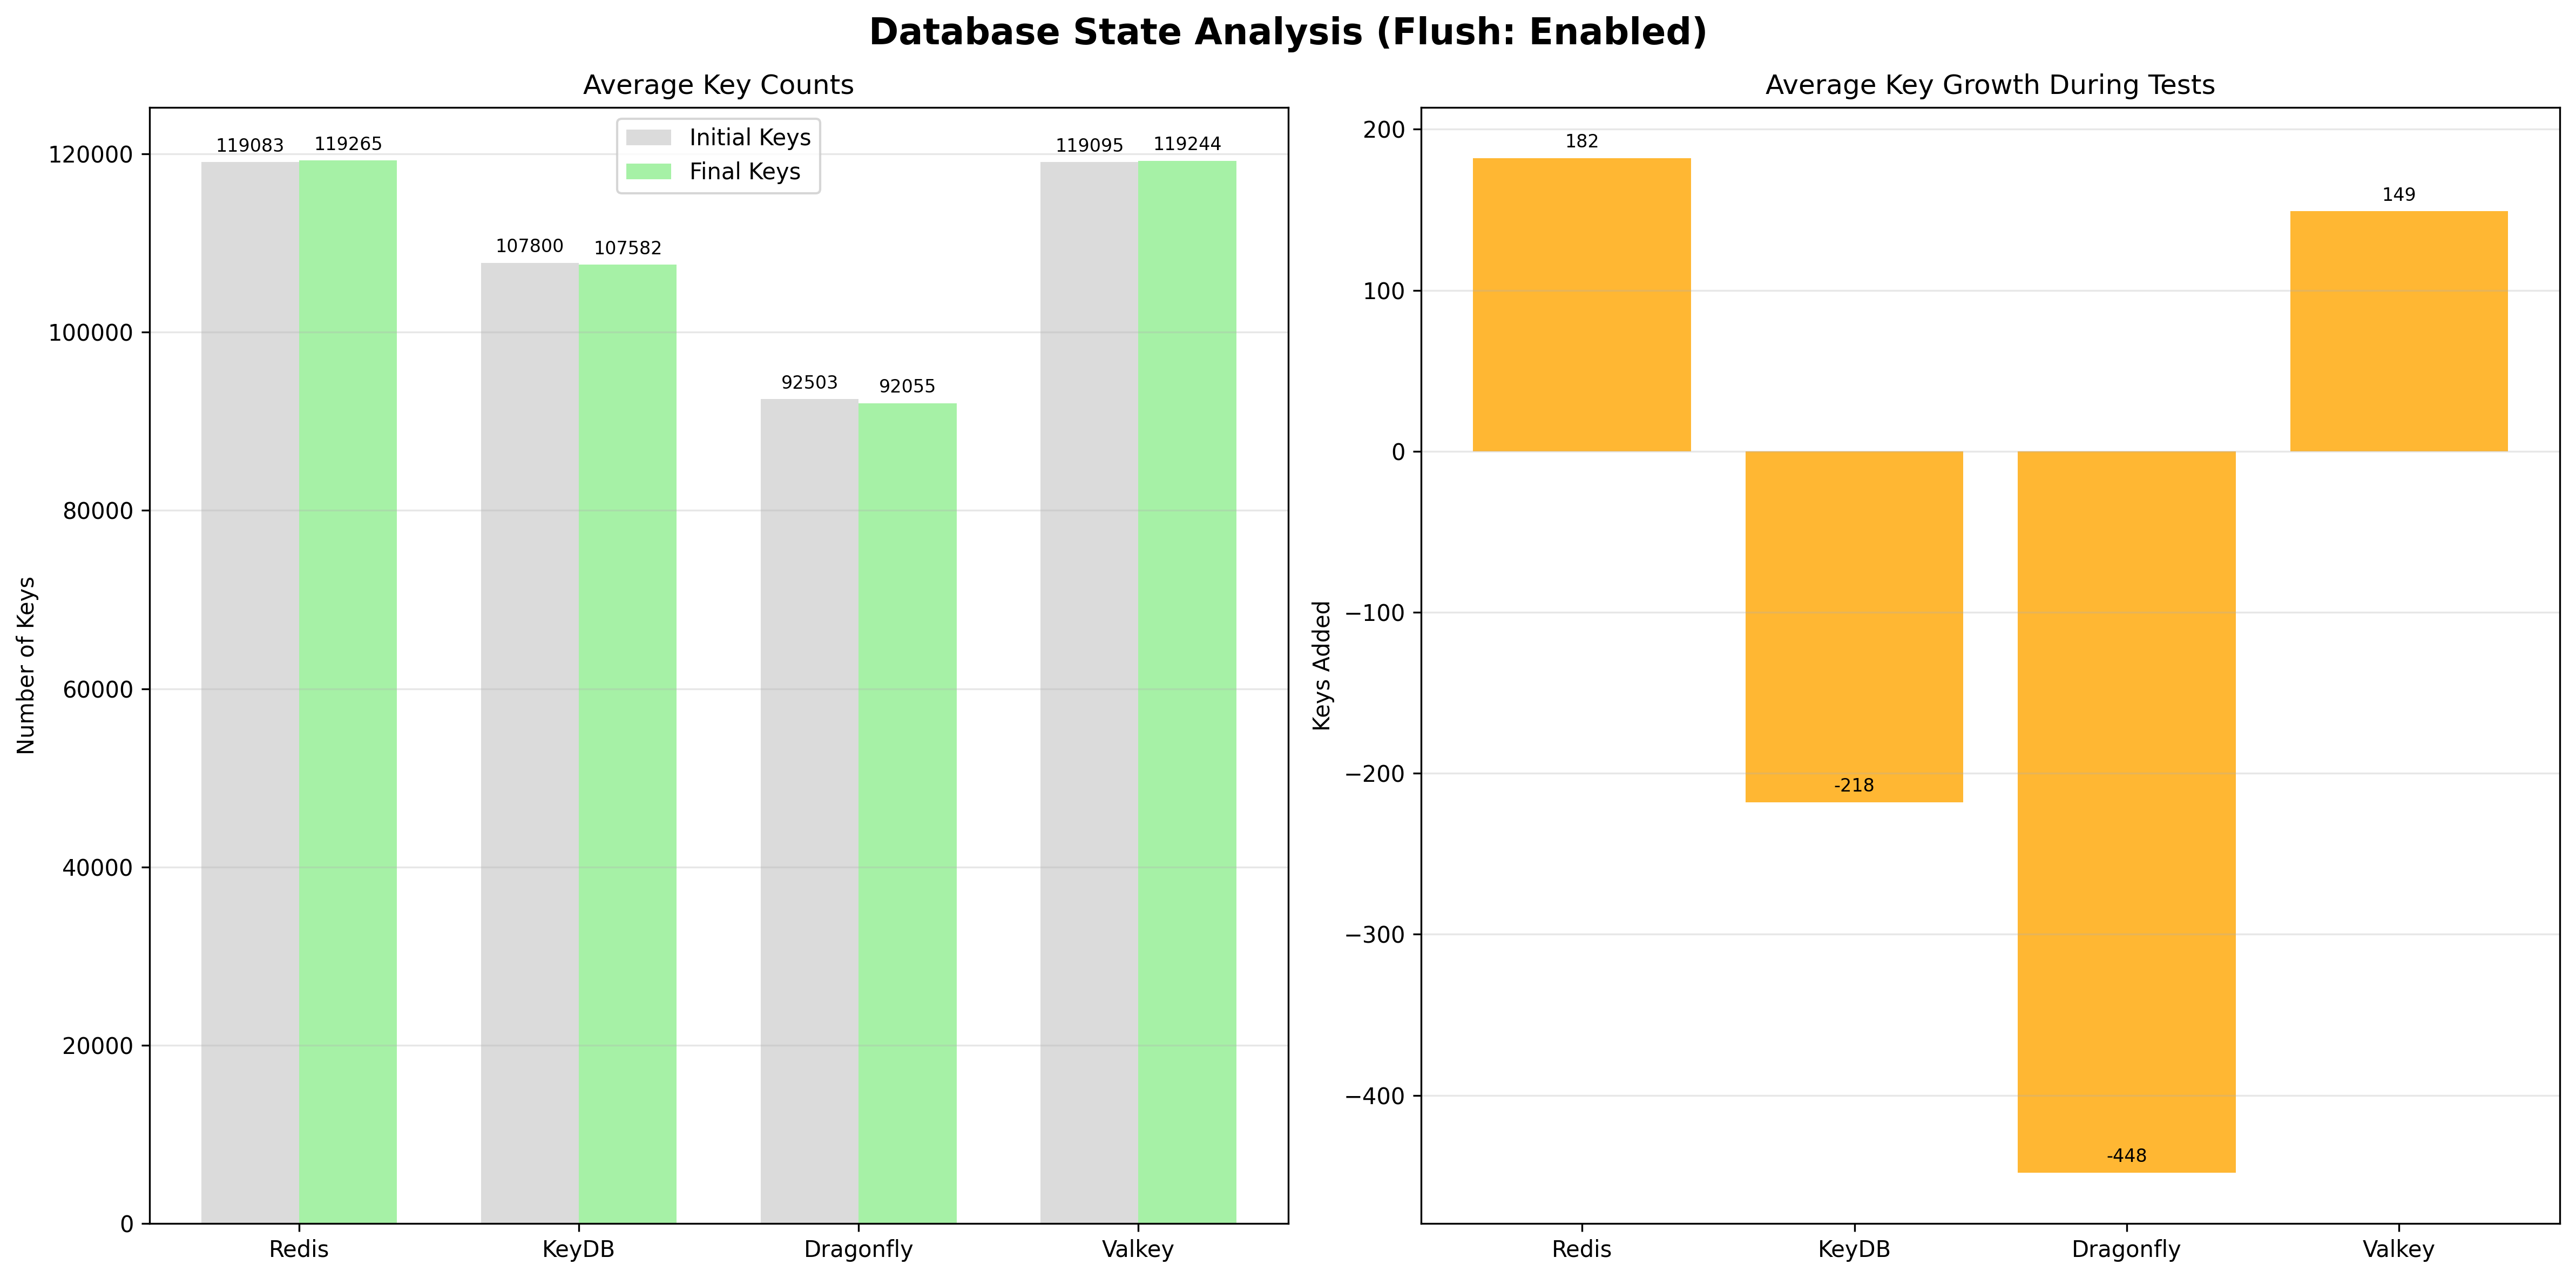 Database State Analysis (Flush: Enabled)
Average Key Counts
Number of Keys
120000
100000
80000
60000
40000
20000
0
Initial Keys
Final Keys
119083
119265
107800
107582
92503
92055
119095
119244
Redis
KeyDB
Dragonfly
Valkey
Average Key Growth During Tests
Keys Added
200
100
0
−100
−200
−300
−400
182
-218
-448
149
Redis
KeyDB
Dragonfly
Valkey